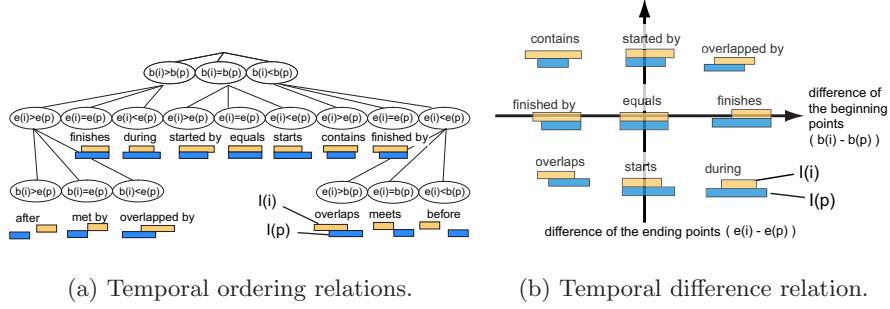 b(i)>b(p) b(i)=b(p) b(i)<b(p)
e(i)>e(p) e(i)=e(p) e(i)<e(p) e(i)>e(p) e(i)=e(p) e(i)<e(p) e(i)>e(p) e(i)=e(p) e(i)<e(p)
finishes during started by equals starts contains finished by
b(i)>e(p) b(i)=e(p) b(i)<e(p) e(i)>b(p) e(i)=b(p) e(i)<b(p)
I(i)
after met by overlapped by overlaps meets before
I(p)
(a) Temporal ordering relations.
contains started by overlapped by
difference of
the beginning
points
( b(i) - b(p) )
finished by equals finishes
overlaps starts during I(i)
I(p)
difference of the ending points ( e(i) - e(p) )
(b) Temporal difference relation.